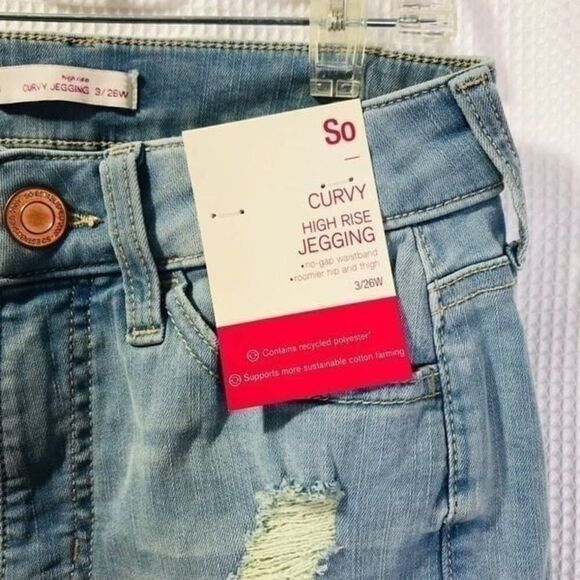 high rise
CURVY JEGGING 3/26W
So
CURVY
HIGH RISE
JEGGING
•no-gap waistband
•roomier hip and thigh
3/26W
Contains recycled polyester*
Supports more sustainable cotton farming